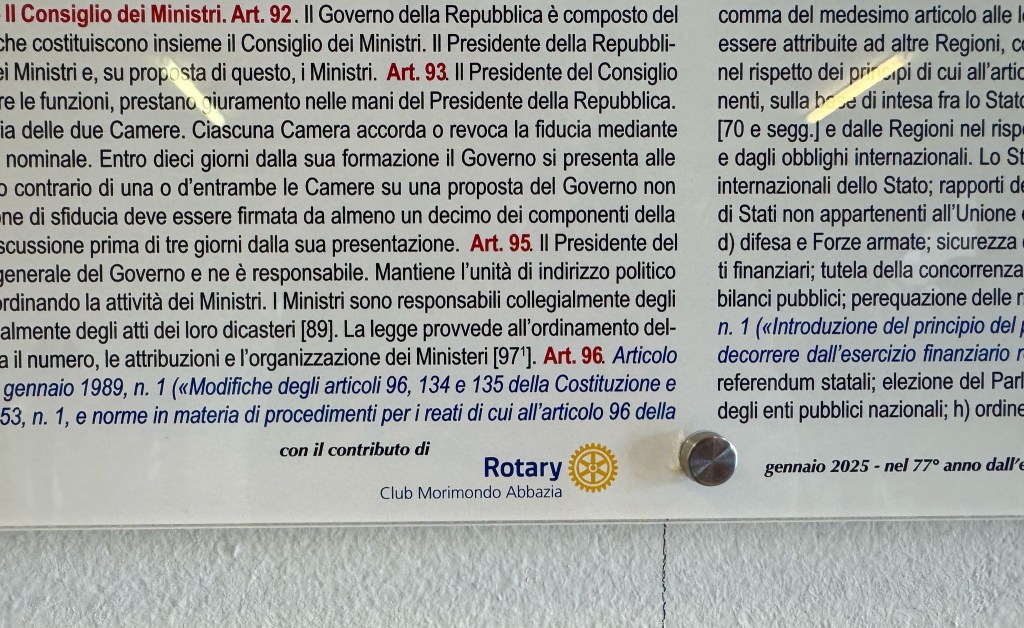 Il Consiglio dei Ministri. Art. 92. Il Governo della Repubblica è composto del
che costituiscono insieme il Consiglio dei Ministri. Il Presidente della Repubbli-
ei Ministri e, su proposta di questo, i Ministri. Art. 93. Il Presidente del Consiglio
re le funzioni, prestano giuramento nelle mani del Presidente della Repubblica.
ia delle due Camere. Ciascuna Camera accorda o revoca la fiducia mediante
nominale. Entro dieci giorni dalla sua formazione il Governo si presenta alle
o contrario di una o d'entrambe le Camere su una proposta del Governo non
one di sfiducia deve essere firmata da almeno un decimo dei componenti della
scussione prima di tre giorni dalla sua presentazione. Art. 95. Il Presidente del
generale del Governo e ne è responsabile. Mantiene l'unità di indirizzo politico
ordinando la attività dei Ministri. I Ministri sono responsabili collegialmente degli
almente degli atti dei loro dicasteri [89]. La legge provvede all'ordinamento del-
a il numero, le attribuzioni e l'organizzazione dei Ministeri [97¹]. Art. 96. Articolo
gennaio 1989, n. 1 («Modifiche degli articoli 96, 134 e 135 della Costituzione e
53, n. 1, e norme in materia di procedimenti per i reati di cui all'articolo 96 della
comma del medesimo articolo alle
essere attribuite ad altre Regioni,
nel rispetto dei principi di cui all'artic
nenti, sulla base di intesa fra lo Stato
[70 e segg.] e dalle Regioni nel risp
e dagli obblighi internazionali. Lo St
internazionali dello Stato; rapporti
di Stati non appartenenti all'Unione
d) difesa e Forze armate; sicurezza
ti finanziari; tutela della concorrenza
bilanci pubblici; perequazione delle
n. 1 («Introduzione del principio del
decorrere dall'esercizio finanziario
referendum statali; elezione del Parl
degli enti pubblici nazionali; h) ordine
con il contributo di
Rotary
Club Morimondo Abbazia
gennaio 2025 - nel 77° anno dall'e